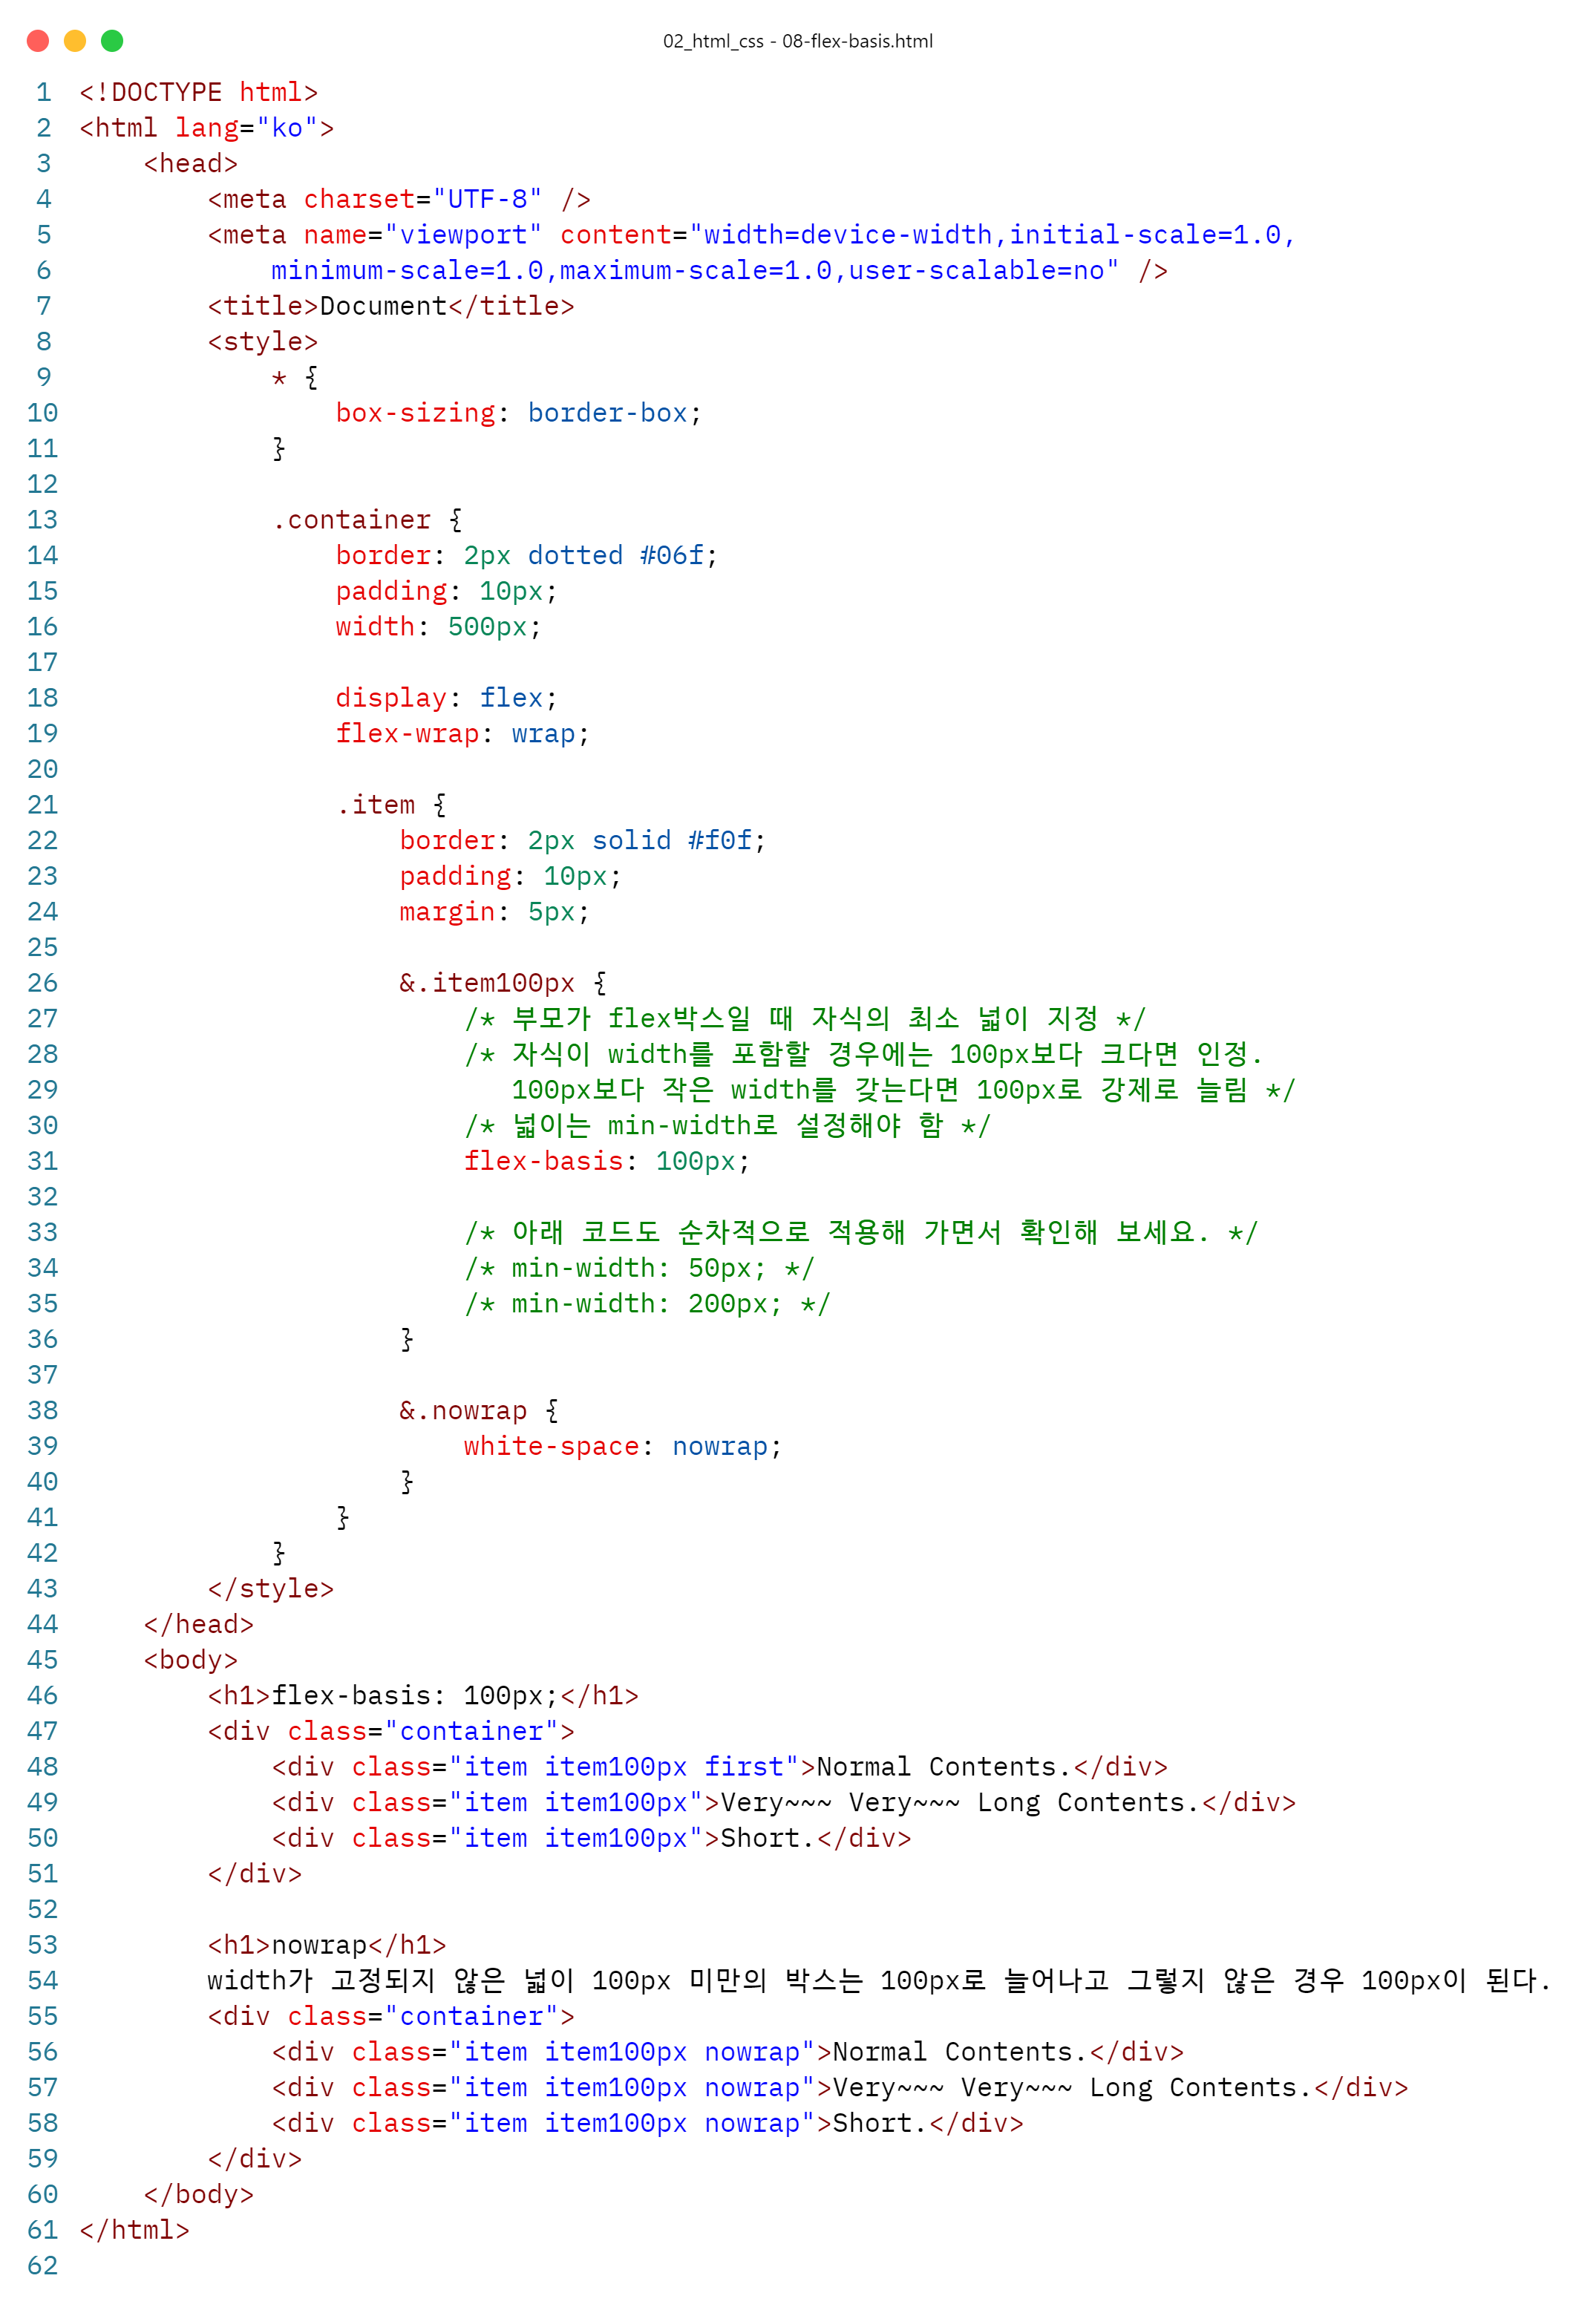 02_html_css - 08-flex-basis.html
1 <!DOCTYPE html>
2 <html lang="ko">
3     <head>
4         <meta charset="UTF-8" />
5         <meta name="viewport" content="width=device-width,initial-scale=1.0,
6             minimum-scale=1.0,maximum-scale=1.0,user-scalable=no" />
7         <title>Document</title>
8         <style>
9             * {
10                 box-sizing: border-box;
11             }
12
13             .container {
14                 border: 2px dotted #06f;
15                 padding: 10px;
16                 width: 500px;
17
18                 display: flex;
19                 flex-wrap: wrap;
20
21                 .item {
22                     border: 2px solid #f0f;
23                     padding: 10px;
24                     margin: 5px;
25
26                     &.item100px {
27                         /* 부모가 flex박스일 때 자식의 최소 넓이 지정 */
28                         /* 자식이 width를 포함할 경우에는 100px보다 크다면 인정.
29                            100px보다 작은 width를 갖는다면 100px로 강제로 늘림 */
30                         /* 넓이는 min-width로 설정해야 함 */
31                         flex-basis: 100px;
32
33                         /* 아래 코드도 순차적으로 적용해 가면서 확인해 보세요. */
34                         /* min-width: 50px; */
35                         /* min-width: 200px; */
36                     }
37
38                     &.nowrap {
39                         white-space: nowrap;
40                     }
41                 }
42             }
43         </style>
44     </head>
45     <body>
46         <h1>flex-basis: 100px;</h1>
47         <div class="container">
48             <div class="item item100px first">Normal Contents.</div>
49             <div class="item item100px">Very~~~ Very~~~ Long Contents.</div>
50             <div class="item item100px">Short.</div>
51         </div>
52
53         <h1>nowrap</h1>
54         width가 고정되지 않은 넓이 100px 미만의 박스는 100px로 늘어나고 그렇지 않은 경우 100px이 된다.
55         <div class="container">
56             <div class="item item100px nowrap">Normal Contents.</div>
57             <div class="item item100px nowrap">Very~~~ Very~~~ Long Contents.</div>
58             <div class="item item100px nowrap">Short.</div>
59         </div>
60     </body>
61 </html>
62